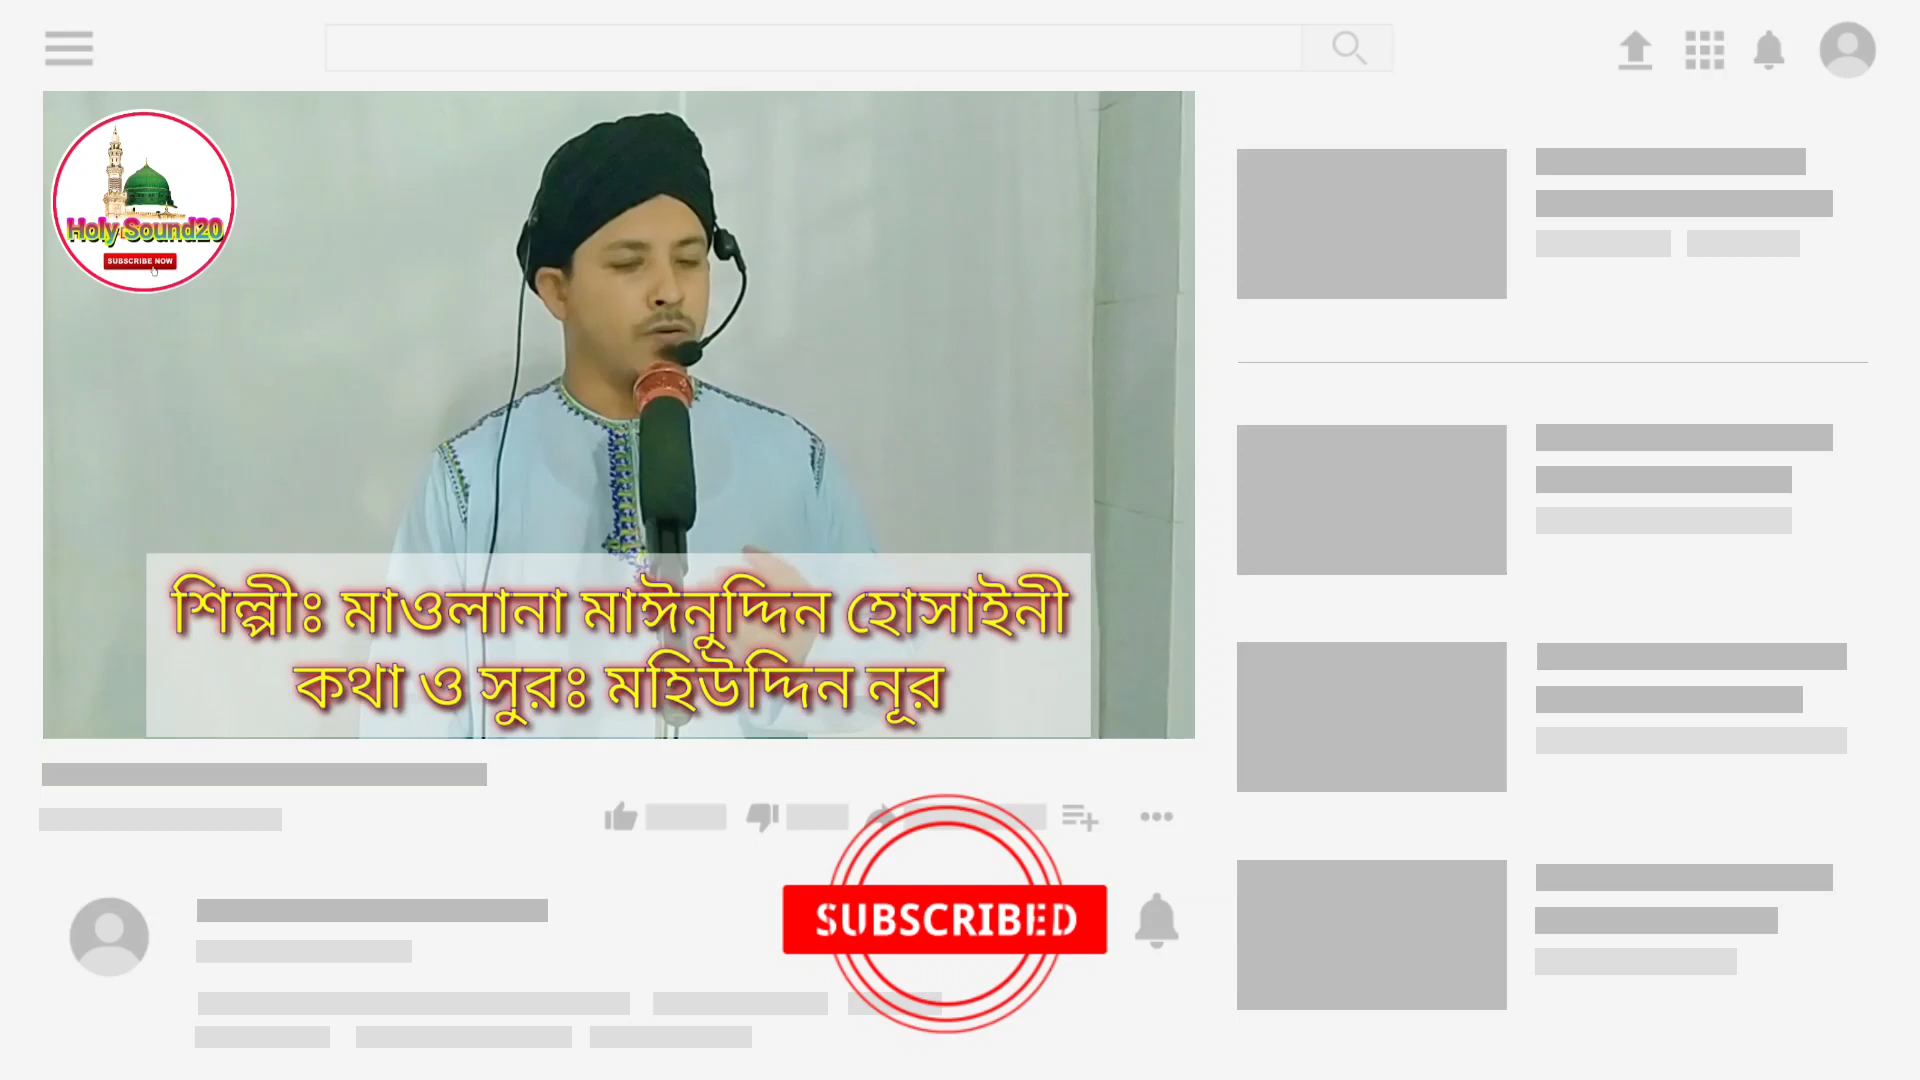 Holy Sound20
SUBSCRIBE NOW
শিল্পীঃ মাওলানা মাঈনুদ্দিন হোসাইনী
কথা ও সুরঃ মহিউদ্দিন নূর
SUBSCRIBED